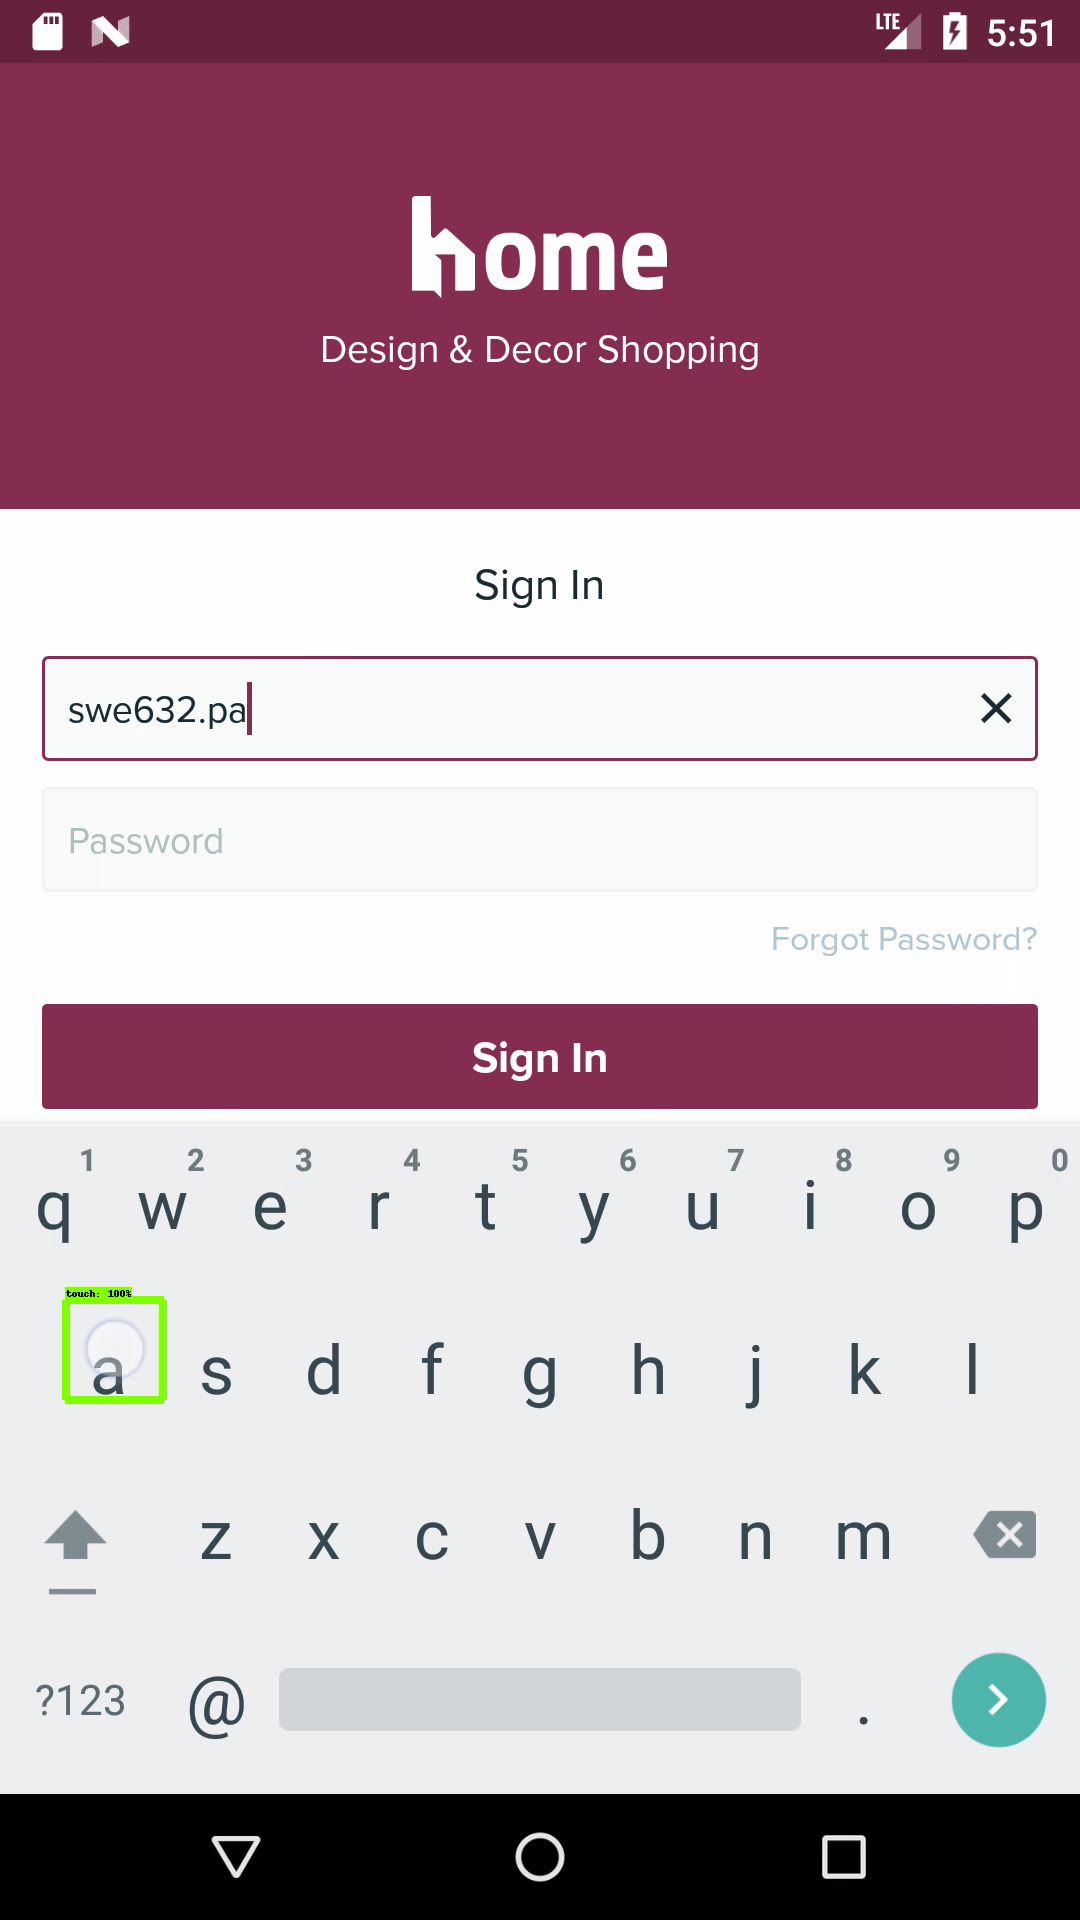 LTE 5:51
home
Design & Decor Shopping
Sign In
swe632.pa
Password
Forgot Password?
Sign In
1 2 3 4 5 6 7 8 9 0
q w e r t y u i o p
touch: 100%
a s d f g h j k l
z x c v b n m
?123 @ .